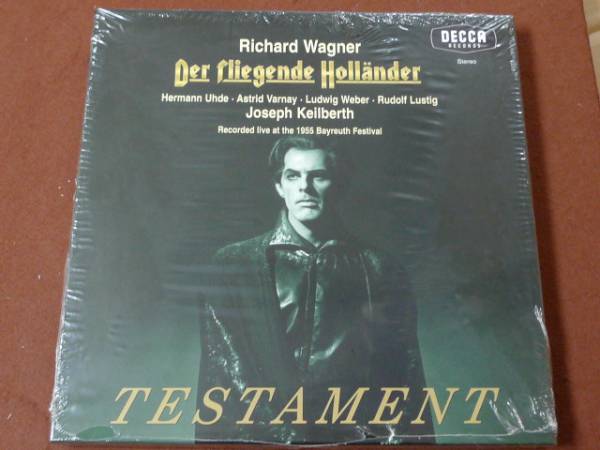 DECCA
RECORDS
Stereo
Richard Wagner
Der fliegende Holländer
Hermann Uhde · Astrid Varnay · Ludwig Weber · Rudolf Lustig
Joseph Keilberth
Recorded live at the 1955 Bayreuth Festival
TESTAMENT